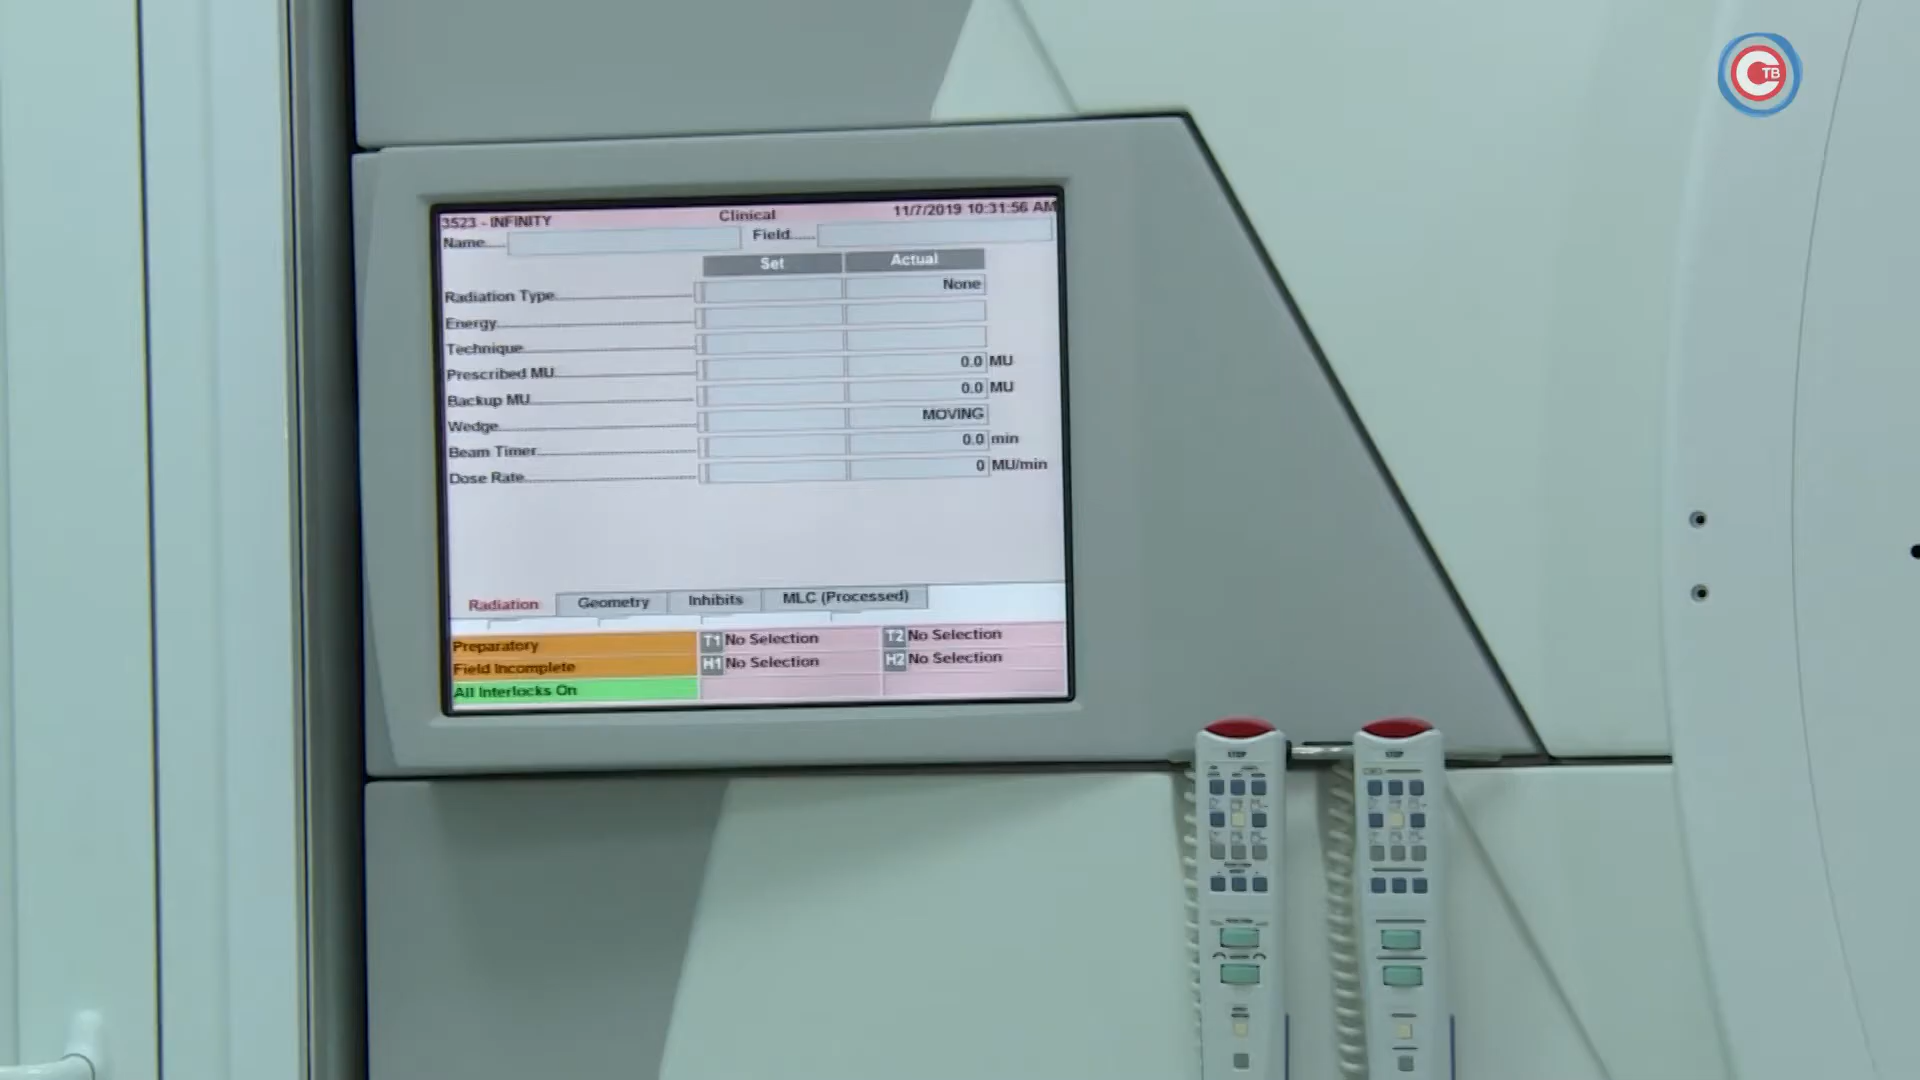 ТВ
3523 - INFINITY Clinical 11/7/2019 10:31:56 AM
Name..... Field.....
Set Actual
Radiation Type None
Energy
Technique
Prescribed MU 0.0 MU
Backup MU 0.0 MU
Wedge MOVING
Beam Timer 0.0 min
Dose Rate 0 MU/min
Radiation Geometry Inhibits MLC (Processed)
Preparatory T1 No Selection T2 No Selection
Field Incomplete H1 No Selection H2 No Selection
All Interlocks On
STOP STOP